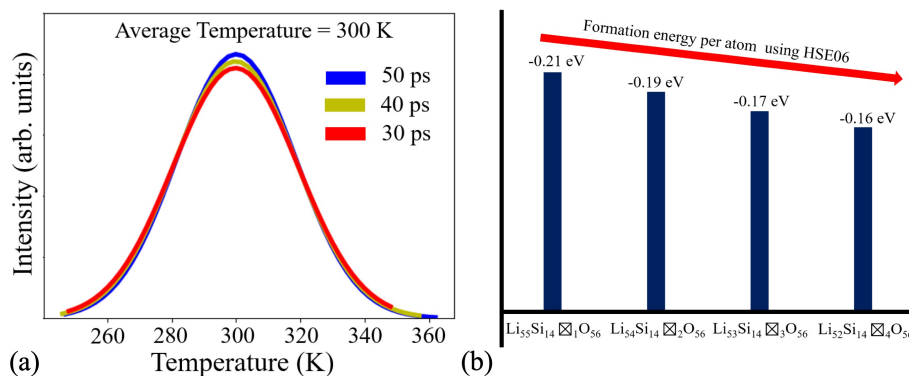 Average Temperature = 300 K
50 ps
40 ps
30 ps
Intensity (arb. units)
260 280 300 320 340 360
Temperature (K)
(a)
Formation energy per atom using HSE06
-0.21 eV
-0.19 eV
-0.17 eV
-0.16 eV
Li₅₅Si₁₄ ⊠₁O₅₆ Li₅₄Si₁₄ ⊠₂O₅₆ Li₅₃Si₁₄ ⊠₃O₅₆ Li₅₂Si₁₄ ⊠₄O₅₆
(b)